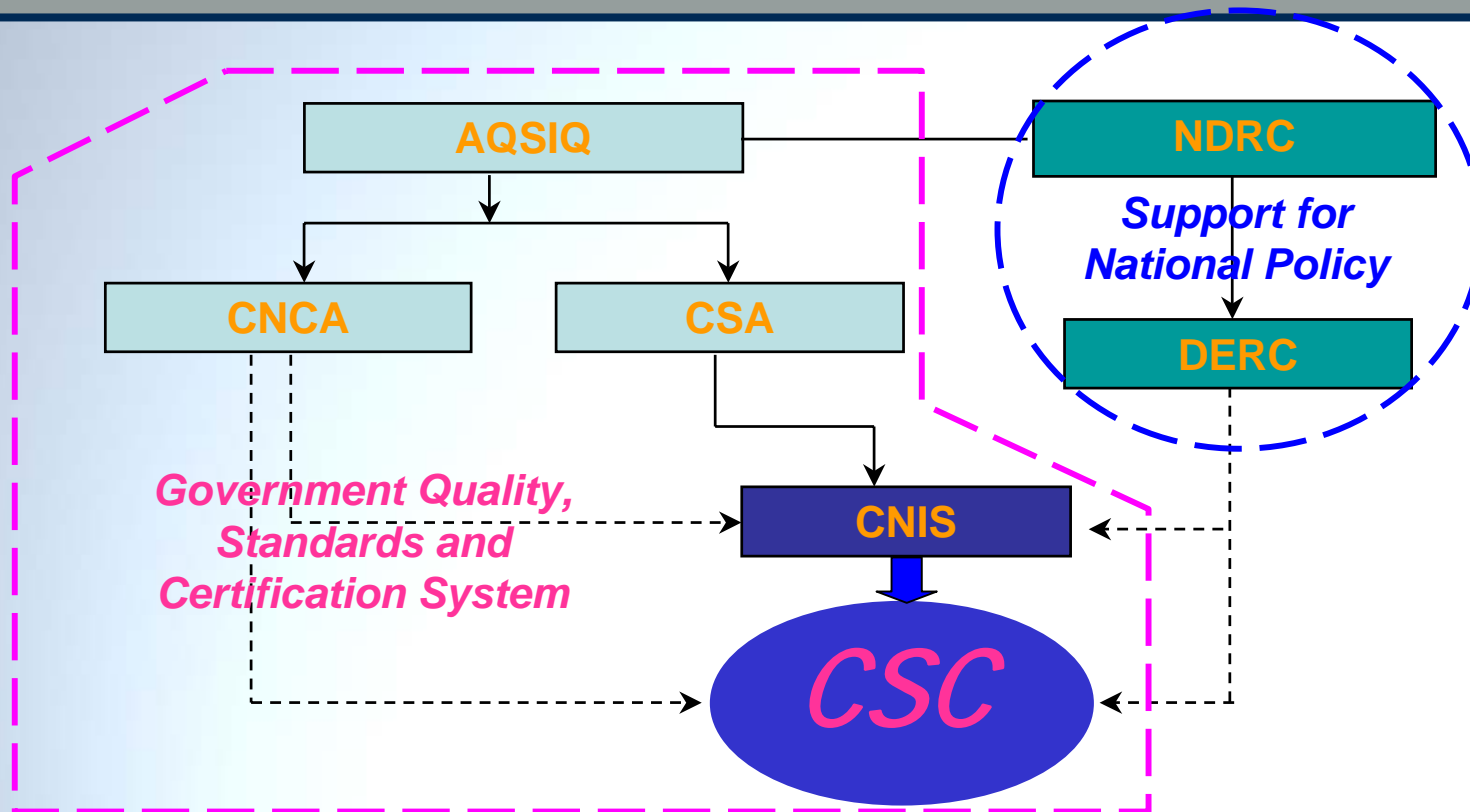 AQSIQ
NDRC
Support for
National Policy
CNCA
CSA
DERC
Government Quality,
Standards and
Certification System
CNIS
CSC